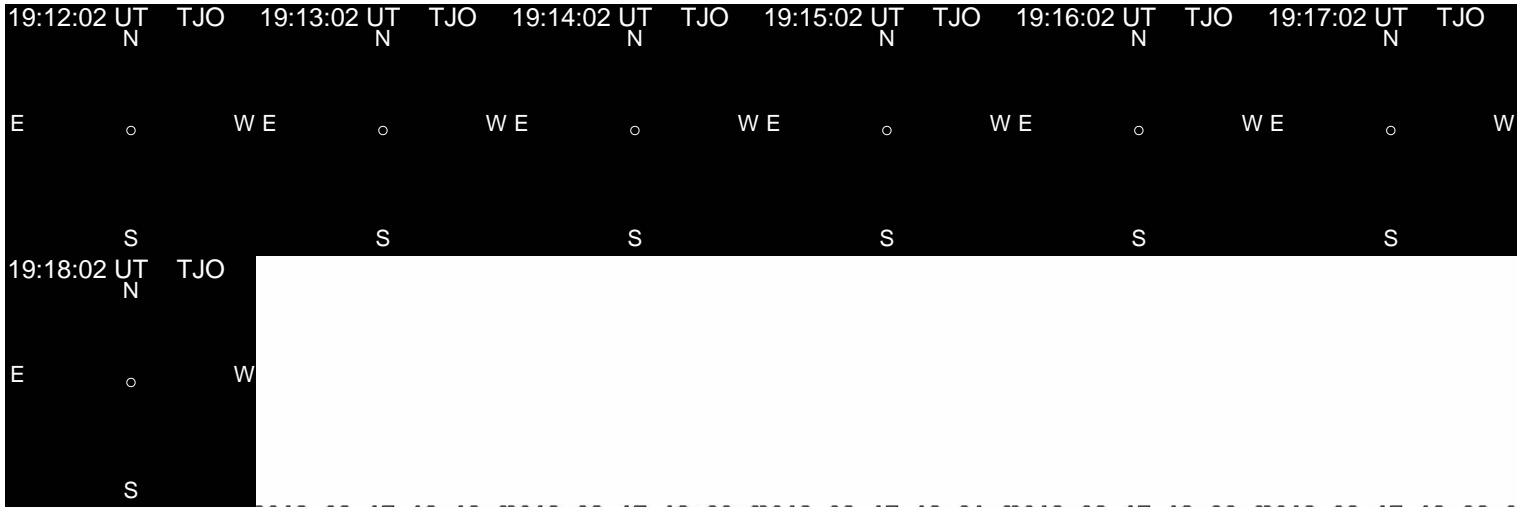 19:12:02 UT TJO 19:13:02 UT TJO 19:14:02 UT TJO 19:15:02 UT TJO 19:16:02 UT TJO 19:17:02 UT TJO
N N N N N N
E W E W E W E W E W E W
S S S S S S
19:18:02 UT TJO
N
E W
S